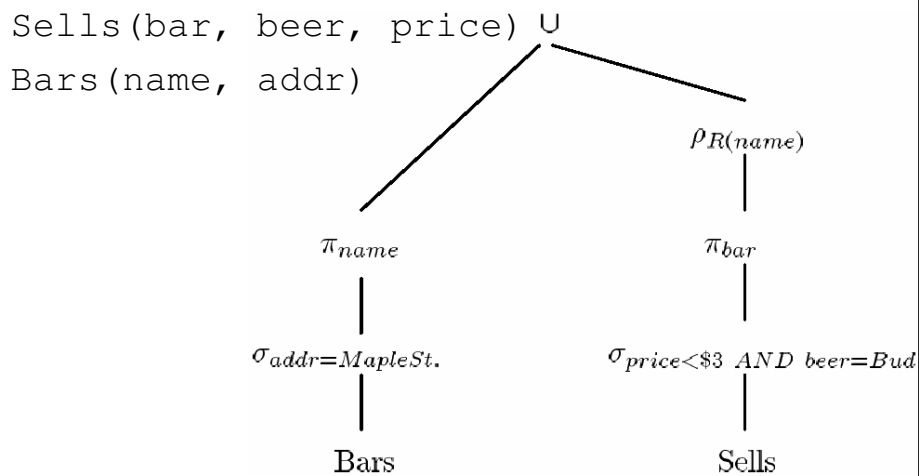 Sells(bar, beer, price) ∪
Bars(name, addr)
ρR(name)
πname πbar
σaddr=MapleSt. σprice<$3 AND beer=Bud
Bars Sells